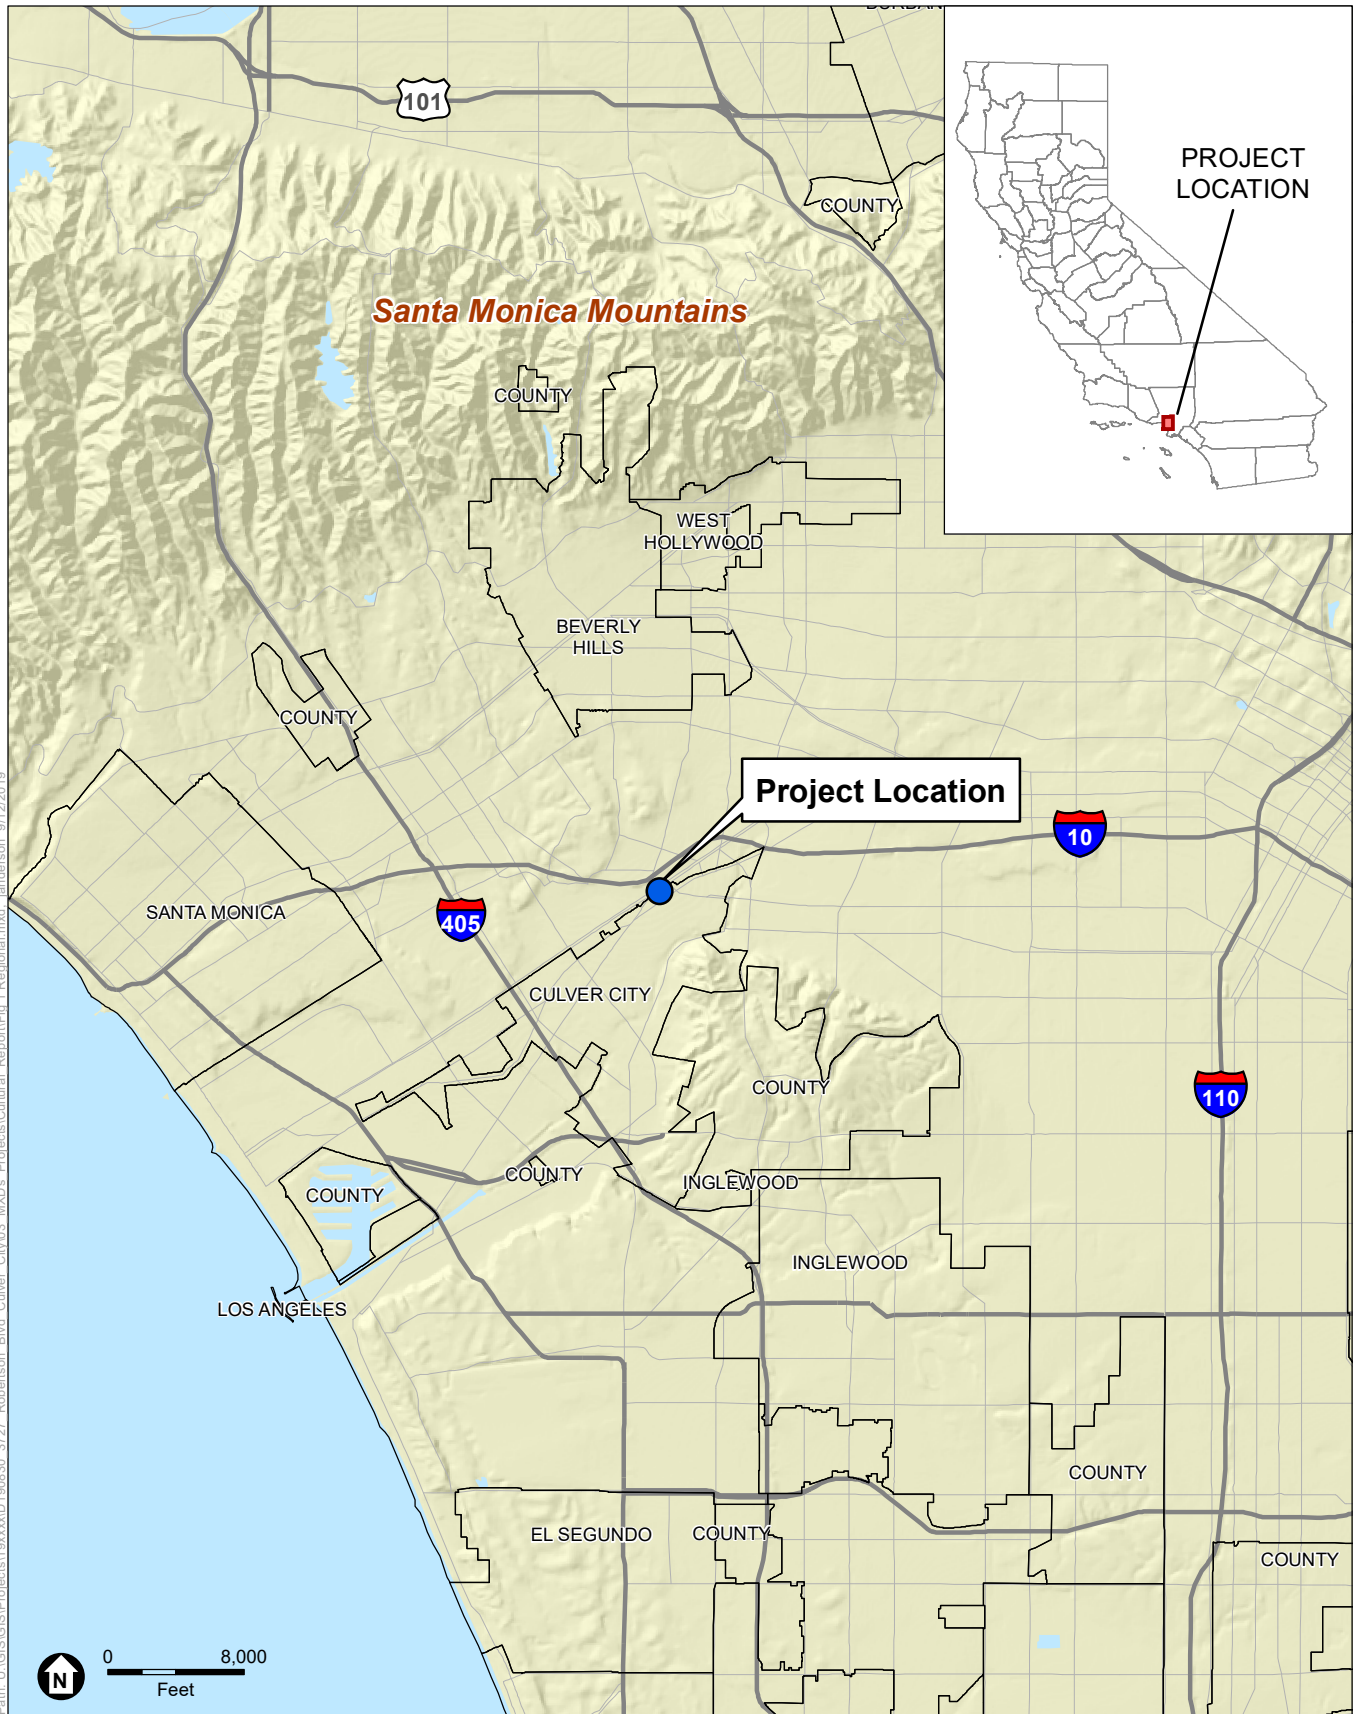 101
COUNTY
PROJECT
LOCATION
Santa Monica Mountains
COUNTY
WEST
HOLLYWOOD
BEVERLY
HILLS
COUNTY
Project Location
10
SANTA MONICA
405
CULVER CITY
COUNTY
110
COUNTY
INGLEWOOD
COUNTY
INGLEWOOD
LOS ANGELES
COUNTY
EL SEGUNDO
COUNTY
COUNTY
N
0 8,000
Feet